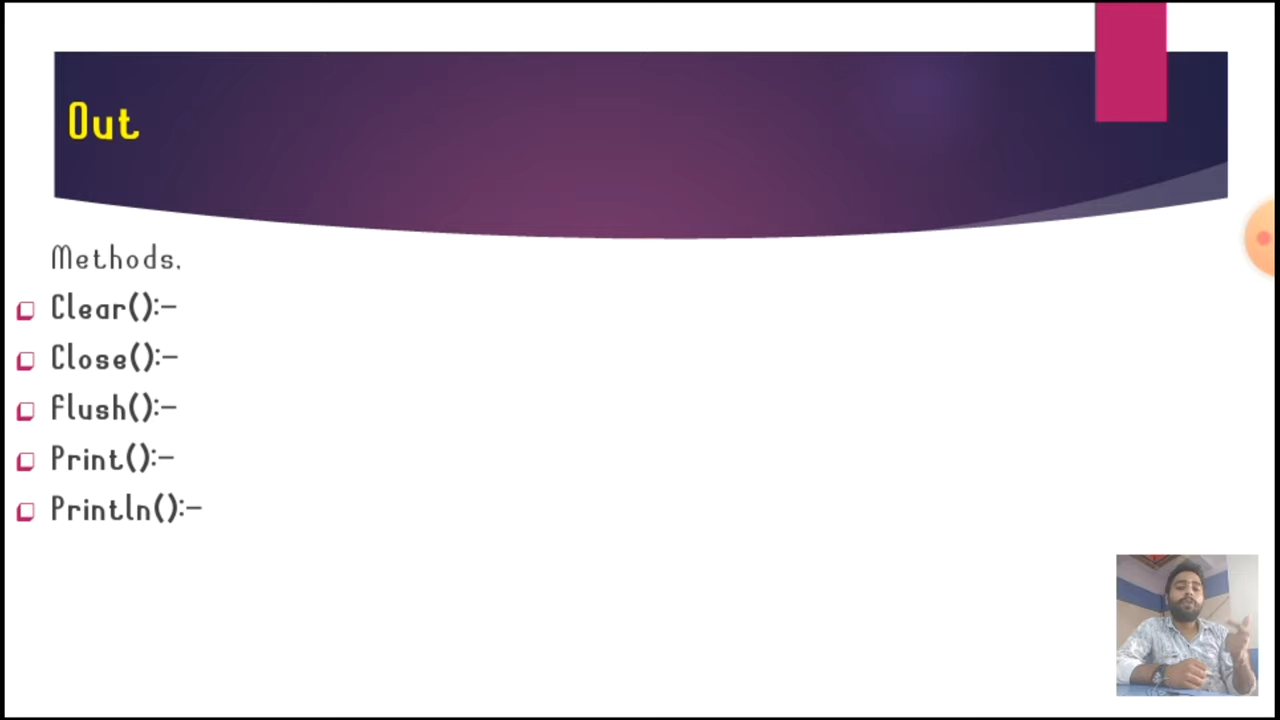 Out
Methods.
Clear():-
Close():-
flush():-
Print():-
Println():-